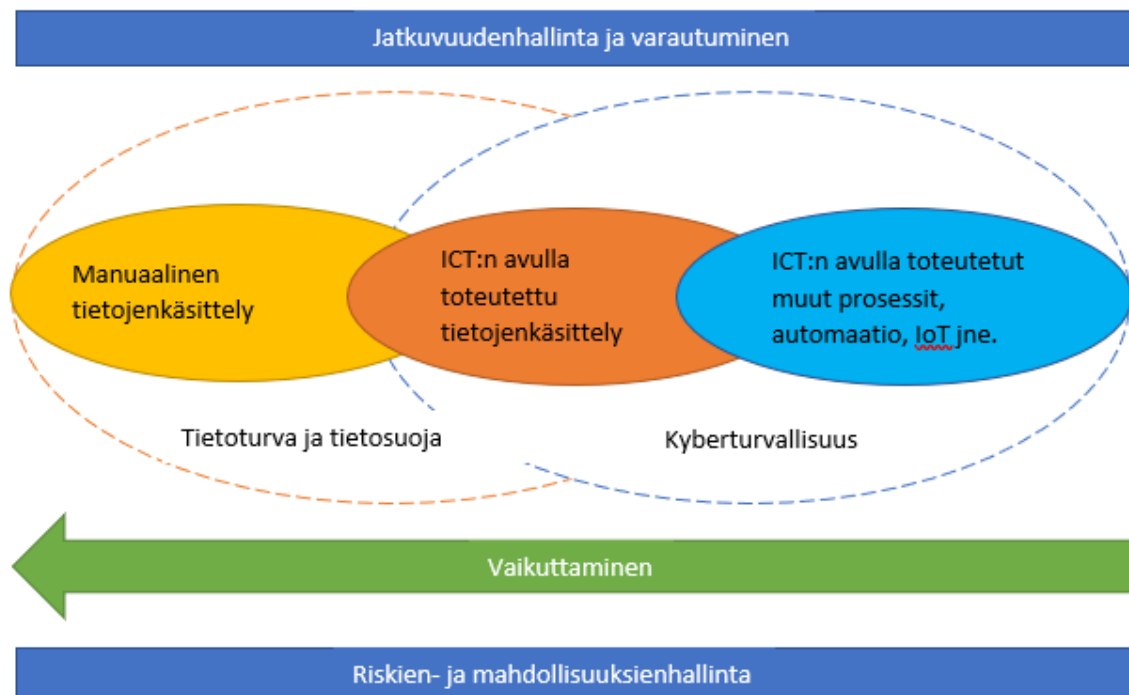 Jatkuvuudenhallinta ja varautuminen
Manuaalinen
tietojenkäsittely
ICT:n avulla
toteutettu
tietojenkäsittely
ICT:n avulla toteutetut
muut prosessit,
automaatio, IoT jne.
Tietoturva ja tietosuoja
Kyberturvallisuus
Vaikuttaminen
Riskien- ja mahdollisuuksienhallinta